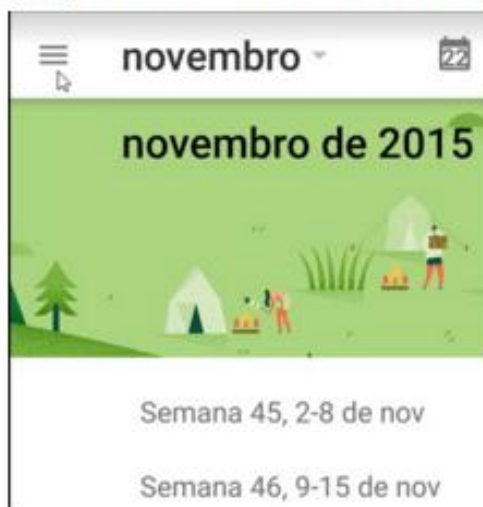 novembro
22
novembro de 2015
Semana 45, 2-8 de nov
Semana 46, 9-15 de nov